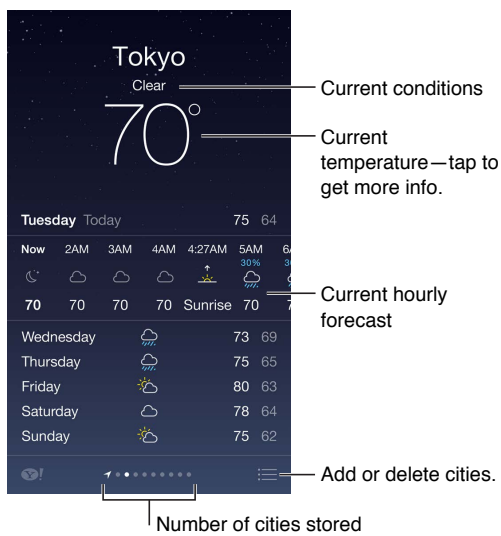 Tokyo
Clear
70°
Current conditions
Current
temperature—tap to
get more info.
Tuesday Today 75 64
Now 2AM 3AM 4AM 4:27AM 5AM
30%
70 70 70 70 Sunrise 70
Current hourly
forecast
Wednesday 73 69
Thursday 75 65
Friday 80 63
Saturday 78 64
Sunday 75 62
Y!
Add or delete cities.
Number of cities stored